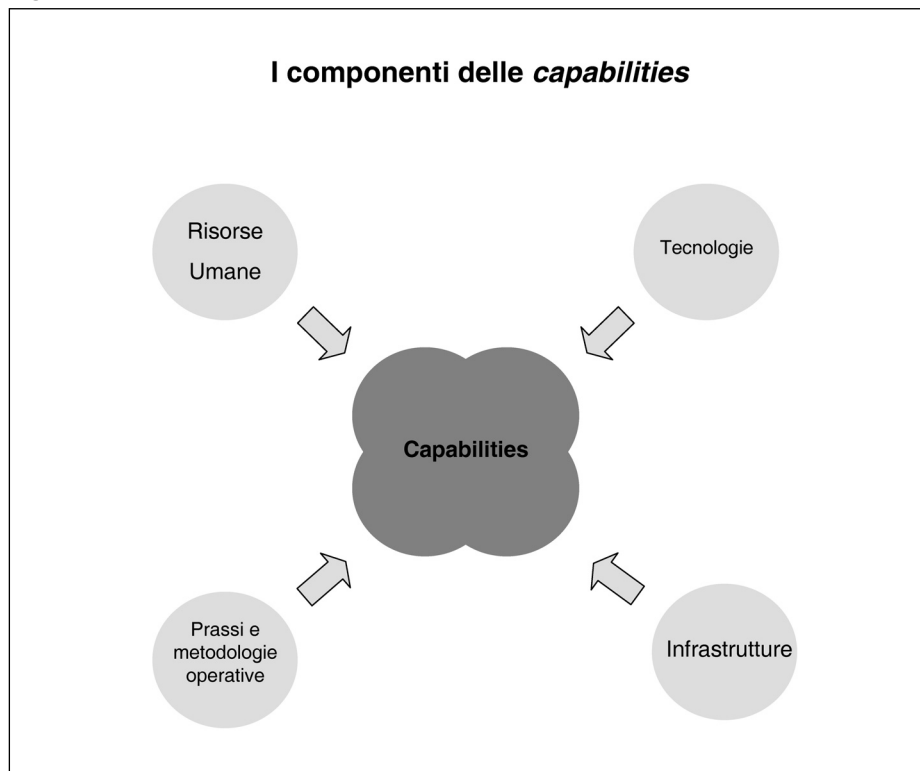 I componenti delle capabilities
Risorse
Umane
Tecnologie
Capabilities
Prassi e
metodologie
operative
Infrastrutture